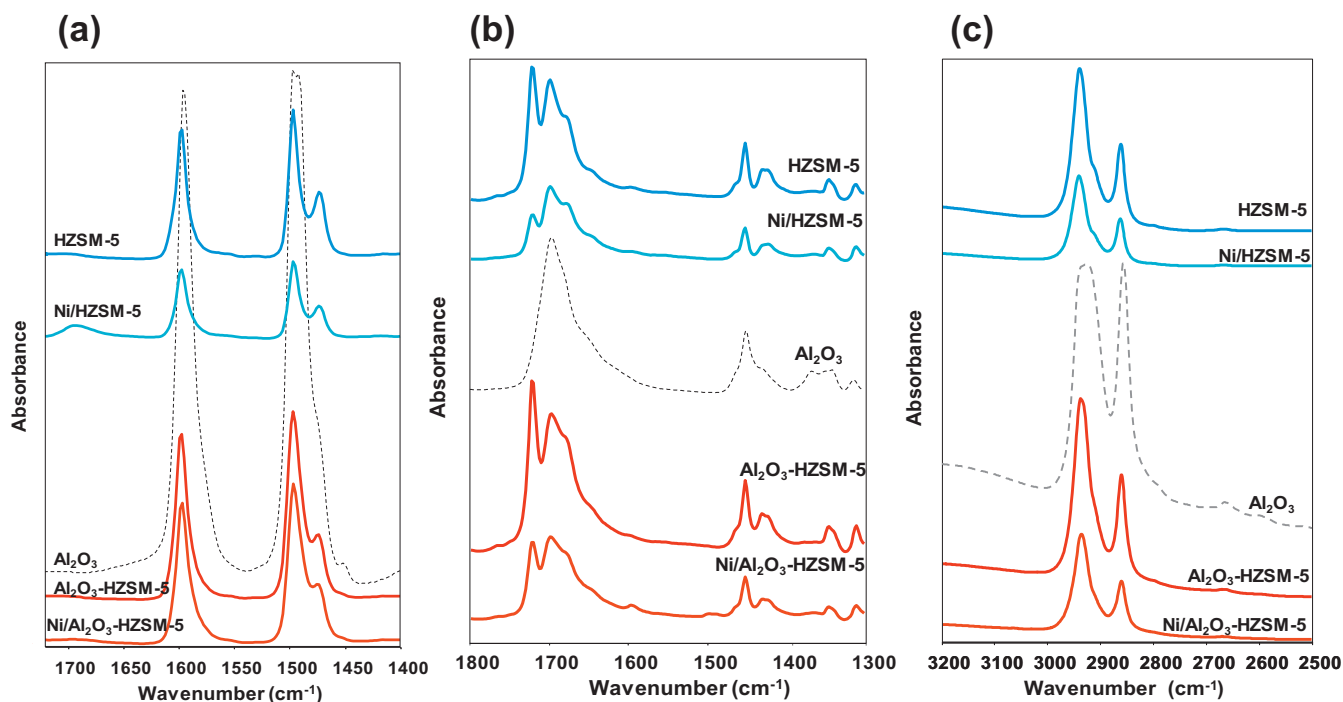 (a)
Absorbance
HZSM-5
Ni/HZSM-5
Al₂O₃
Al₂O₃-HZSM-5
Ni/Al₂O₃-HZSM-5
1700 1650 1600 1550 1500 1450 1400
Wavenumber (cm⁻¹)
(b)
Absorbance
HZSM-5
Ni/HZSM-5
Al₂O₃
Al₂O₃-HZSM-5
Ni/Al₂O₃-HZSM-5
1800 1700 1600 1500 1400 1300
Wavenumber (cm⁻¹)
(c)
Absorbance
HZSM-5
Ni/HZSM-5
Al₂O₃
Al₂O₃-HZSM-5
Ni/Al₂O₃-HZSM-5
3200 3100 3000 2900 2800 2700 2600 2500
Wavenumber (cm⁻¹)